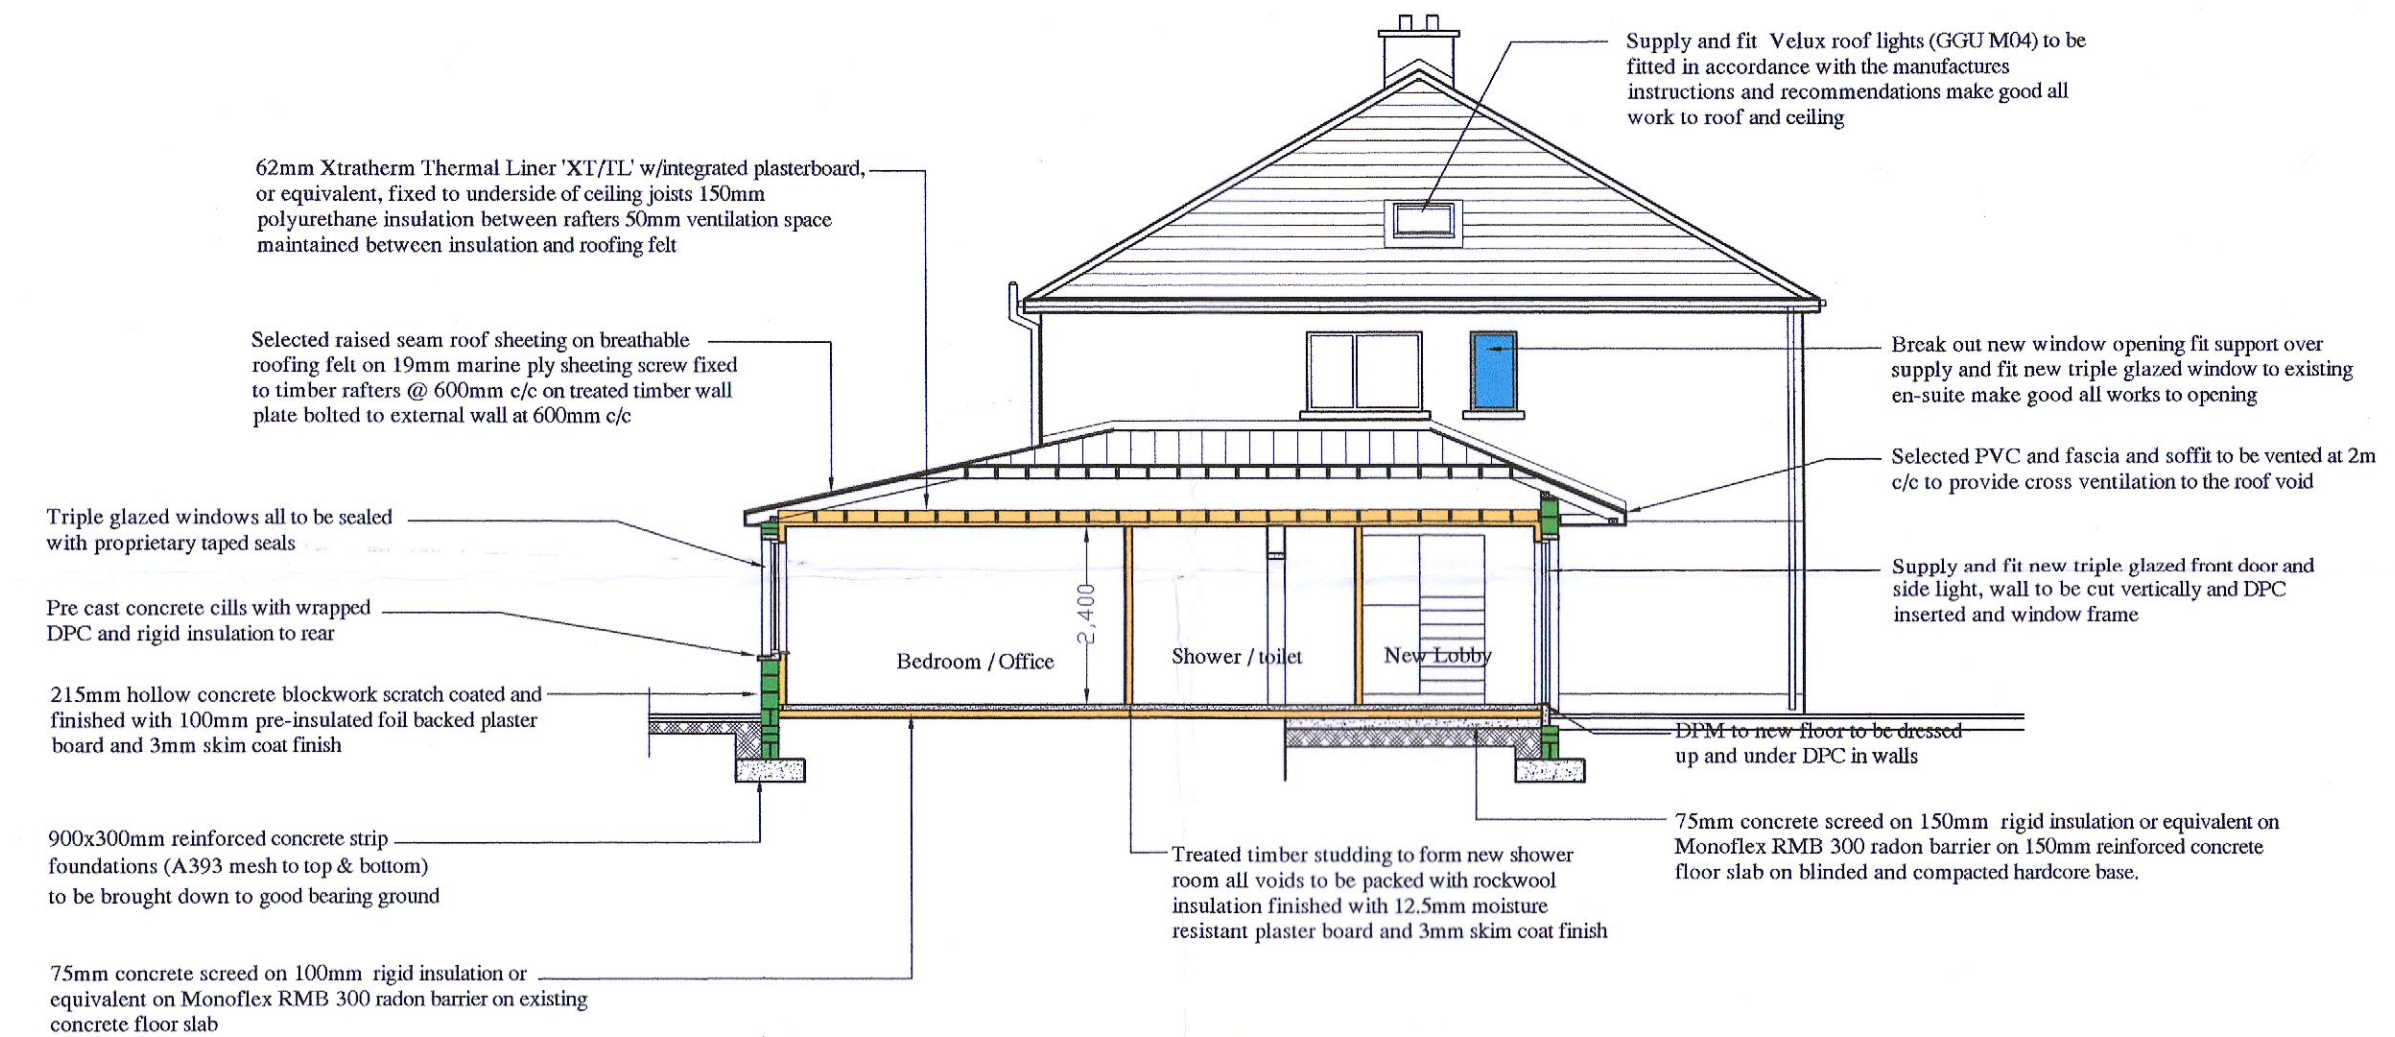 Supply and fit Velux roof lights (GGU M04) to be
fitted in accordance with the manufactures
instructions and recommendations make good all
work to roof and ceiling
62mm Xtratherm Thermal Liner 'XT/TL' w/integrated plasterboard,
or equivalent, fixed to underside of ceiling joists 150mm
polyurethane insulation between rafters 50mm ventilation space
maintained between insulation and roofing felt
Selected raised seam roof sheeting on breathable
roofing felt on 19mm marine ply sheeting screw fixed
to timber rafters @ 600mm c/c on treated timber wall
plate bolted to external wall at 600mm c/c
Break out new window opening fit support over
supply and fit new triple glazed window to existing
en-suite make good all works to opening
Selected PVC and fascia and soffit to be vented at 2m
c/c to provide cross ventilation to the roof void
Triple glazed windows all to be sealed
with proprietary taped seals
Supply and fit new triple glazed front door and
side light, wall to be cut vertically and DPC
inserted and window frame
Pre cast concrete cills with wrapped
DPC and rigid insulation to rear
2,400
Bedroom / Office
Shower / toilet
New Lobby
215mm hollow concrete blockwork scratch coated and
finished with 100mm pre-insulated foil backed plaster
board and 3mm skim coat finish
DPM to new floor to be dressed
up and under DPC in walls
900x300mm reinforced concrete strip
foundations (A393 mesh to top & bottom)
to be brought down to good bearing ground
75mm concrete screed on 150mm rigid insulation or equivalent on
Monoflex RMB 300 radon barrier on 150mm reinforced concrete
floor slab on blinded and compacted hardcore base.
Treated timber studding to form new shower
room all voids to be packed with rockwool
insulation finished with 12.5mm moisture
resistant plaster board and 3mm skim coat finish
75mm concrete screed on 100mm rigid insulation or
equivalent on Monoflex RMB 300 radon barrier on existing
concrete floor slab